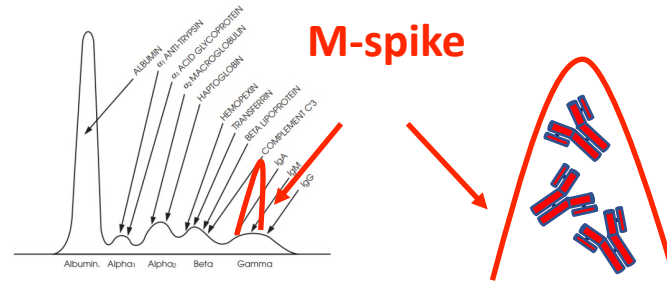 M-spike
ALBUMIN
α₁ ANTI-TRYPSIN
α₁ ACID GLYCOPROTEIN
α₂ MACROGLOBULIN
HAPTOGLOBIN
HEMOPEXIN
TRANSFERRIN
BETA LIPOPROTEIN
COMPLEMENT C3
IgA
IgM
IgG
Albumin. Alpha₁ Alpha₂ Beta Gamma